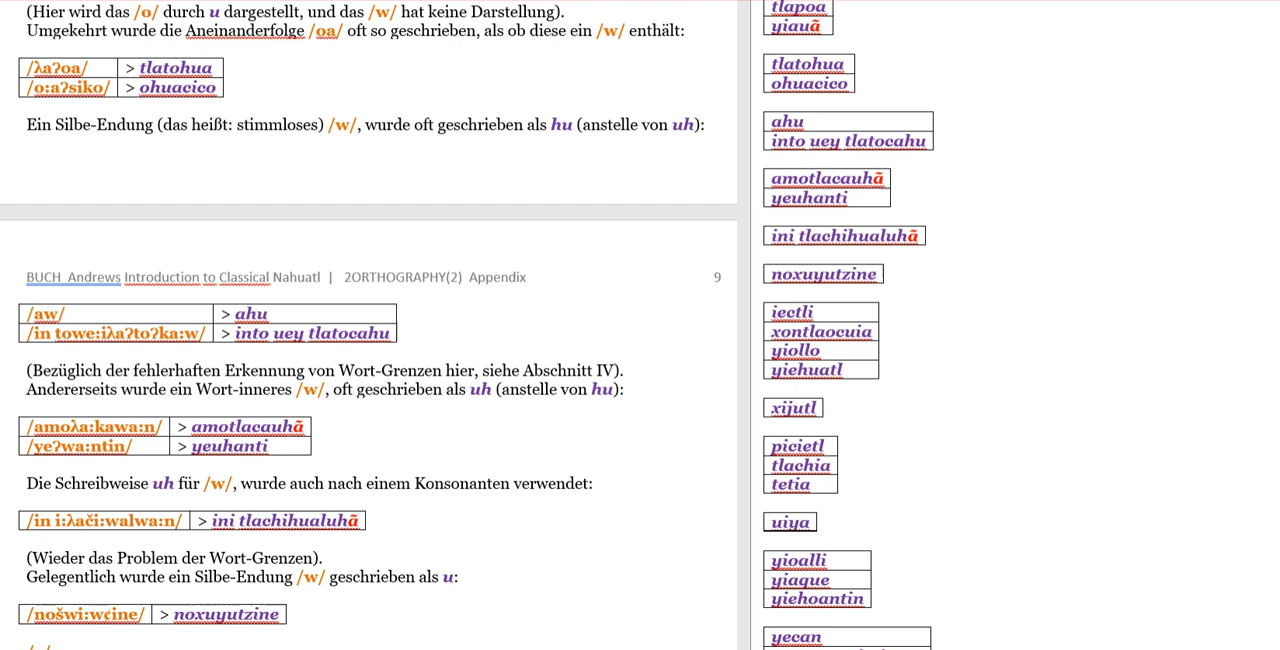 (Hier wird das /o/ durch u dargestellt, und das /w/ hat keine Darstellung).
Umgekehrt wurde die Aneinanderfolge /oa/ oft so geschrieben, als ob diese ein /w/ enthält:
/λaʔoa/ > tlatohua
/o:aʔsiko/ > ohuacico
Ein Silbe-Endung (das heißt: stimmloses) /w/, wurde oft geschrieben als hu (anstelle von uh):
BUCH Andrews Introduction to Classical Nahuatl | 2ORTHOGRAPHY(2) Appendix 9
/aw/ > ahu
/in towe:iλaʔtoʔka:w/ > into uey tlatocahu
(Bezüglich der fehlerhaften Erkennung von Wort-Grenzen hier, siehe Abschnitt IV).
Andererseits wurde ein Wort-inneres /w/, oft geschrieben als uh (anstelle von hu):
/amoλa:kawa:n/ > amotlacauhã
/yeʔwa:ntin/ > yeuhanti
Die Schreibweise uh für /w/, wurde auch nach einem Konsonanten verwendet:
/in i:λači:walwa:n/ > ini tlachihualuhã
(Wieder das Problem der Wort-Grenzen).
Gelegentlich wurde ein Silbe-Endung /w/ geschrieben als u:
/nošwi:w¢ine/ > noxuyutzine
tlapoa
yiauã
tlatohua
ohuacico
ahu
into uey tlatocahu
amotlacauhã
yeuhanti
ini tlachihualuhã
noxuyutzine
iectli
xontlaocuia
yiollo
yiehuatl
xijutl
picietl
tlachia
tetia
uiya
yioalli
yiaque
yiehoantin
yecan